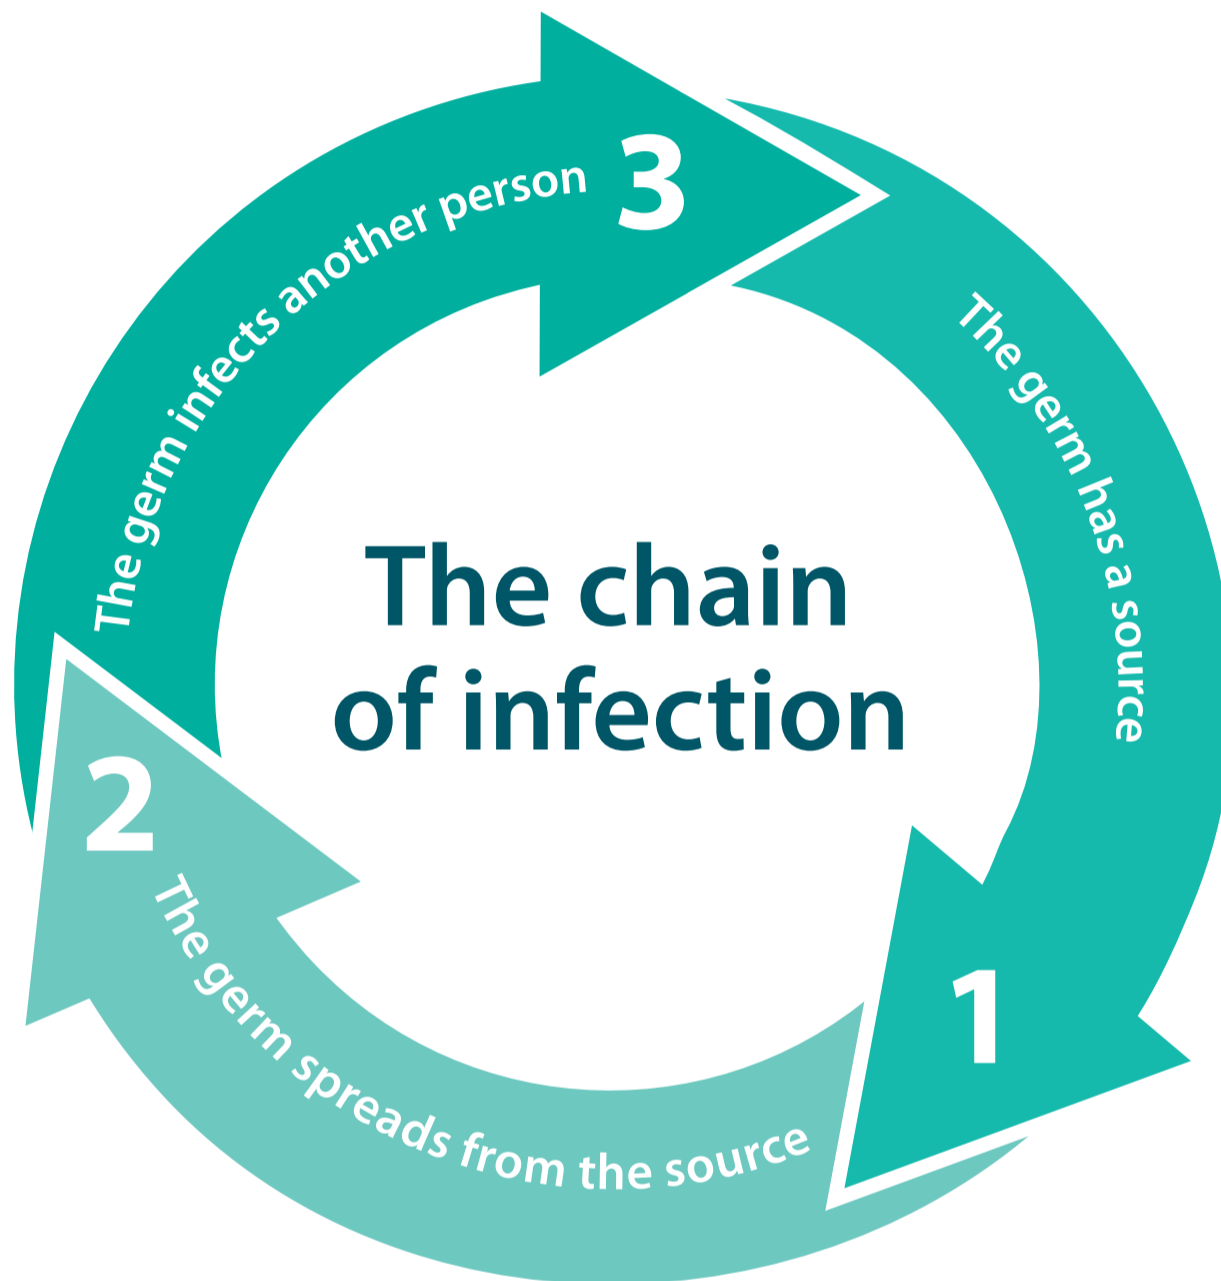 The chain
of infection
The germ has a source
1
The germ spreads from the source
2
The germ infects another person
3